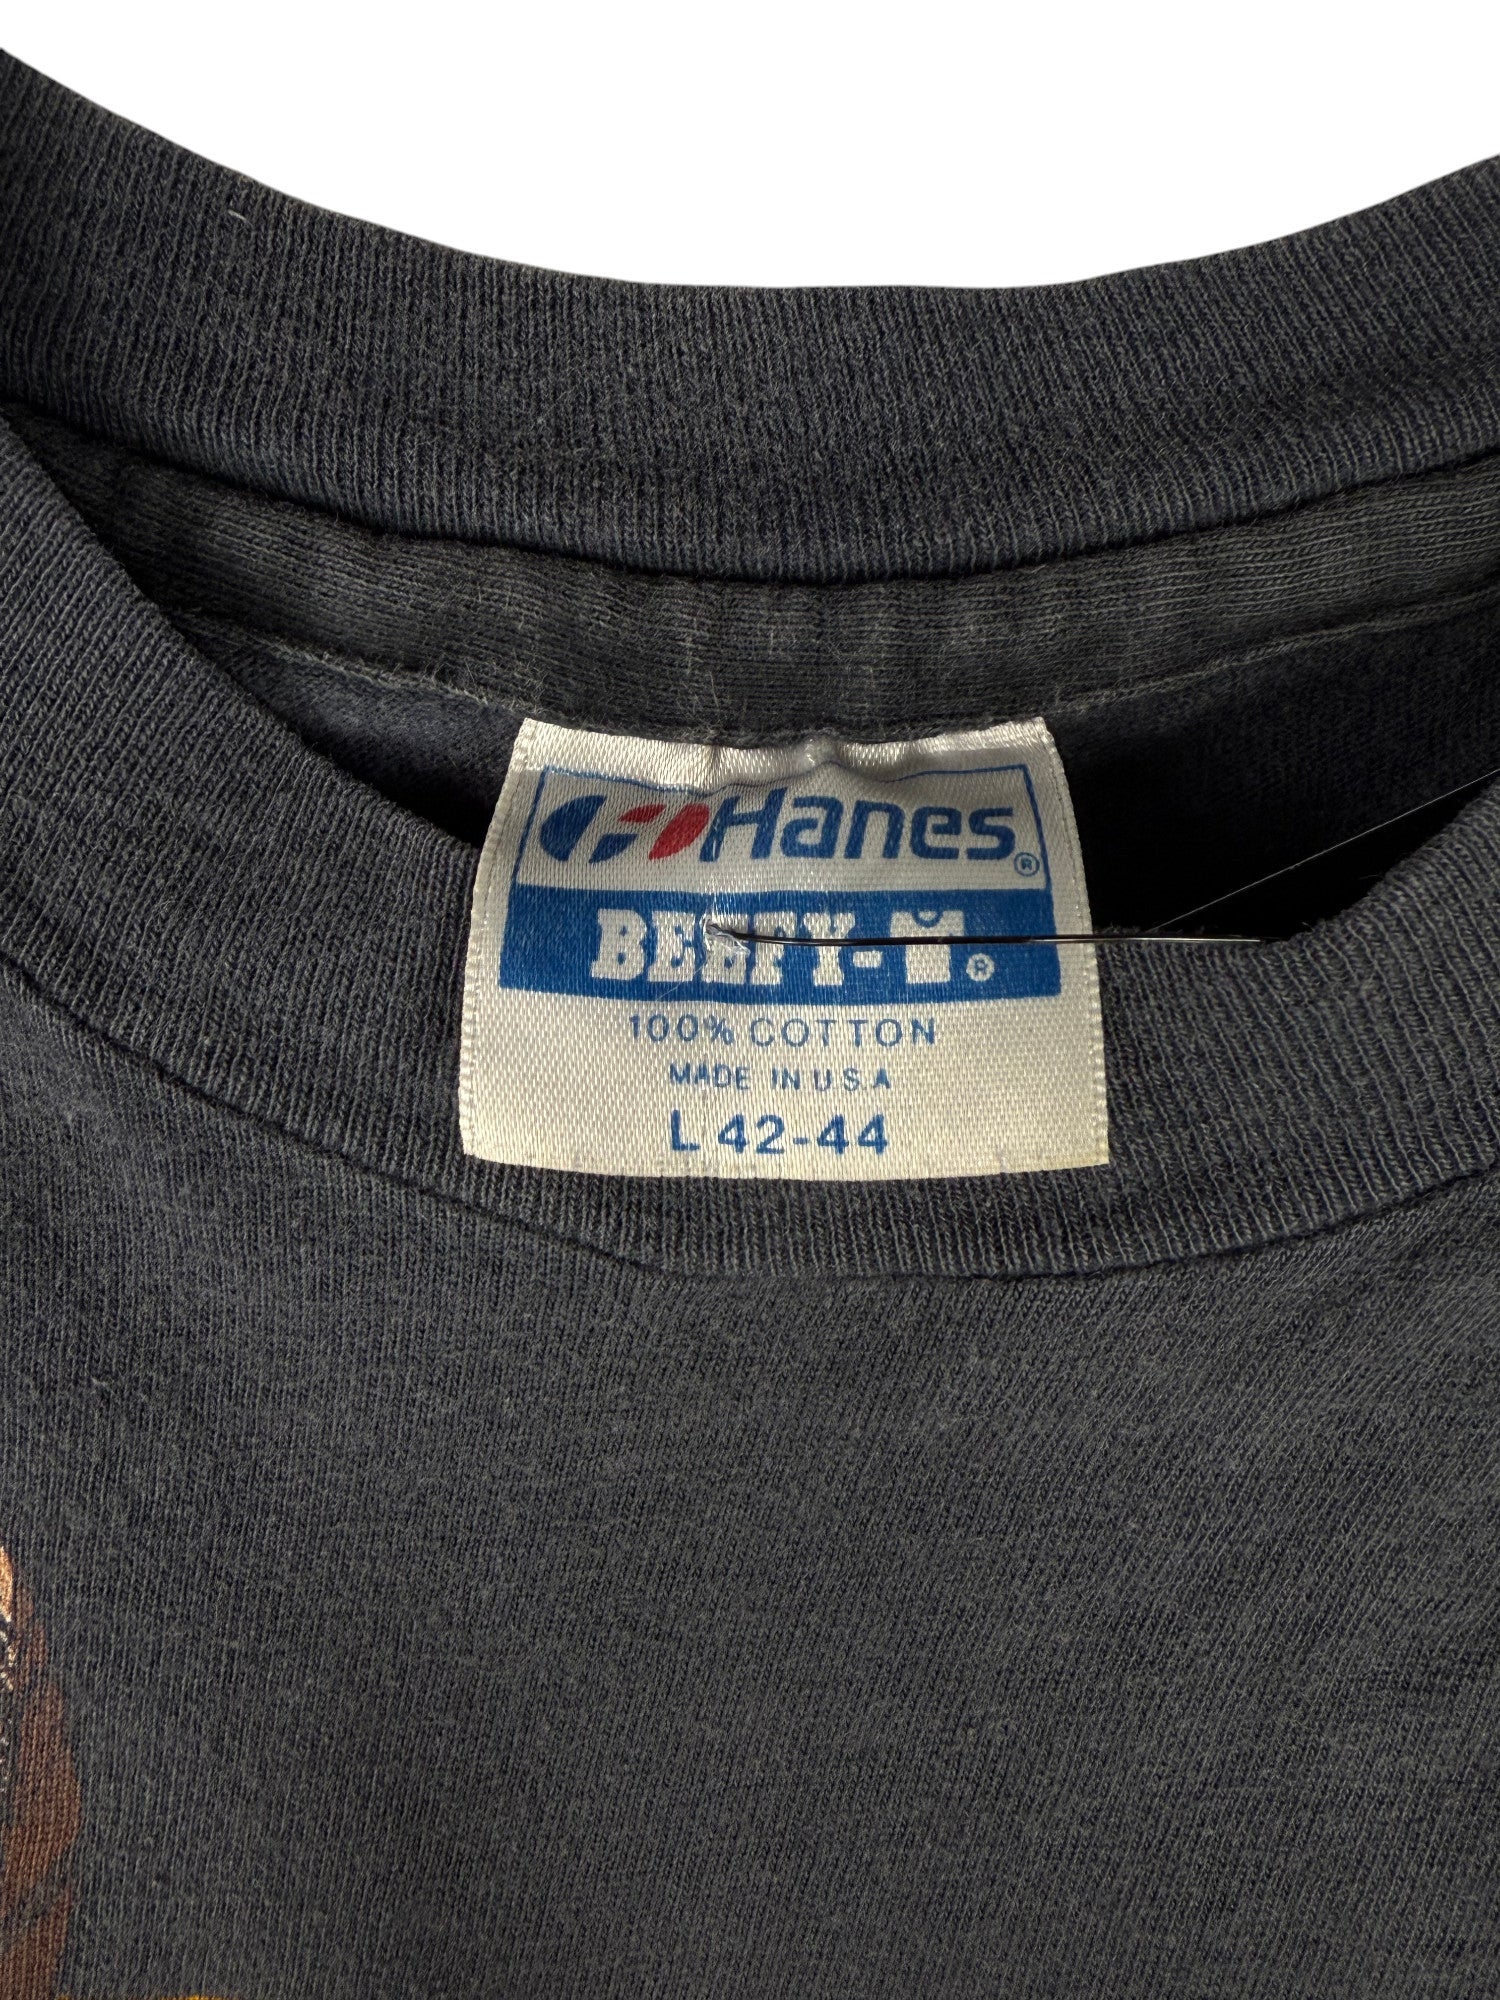 Hanes®
BEEFY-T®
100% COTTON
MADE IN U.S.A
L 42-44